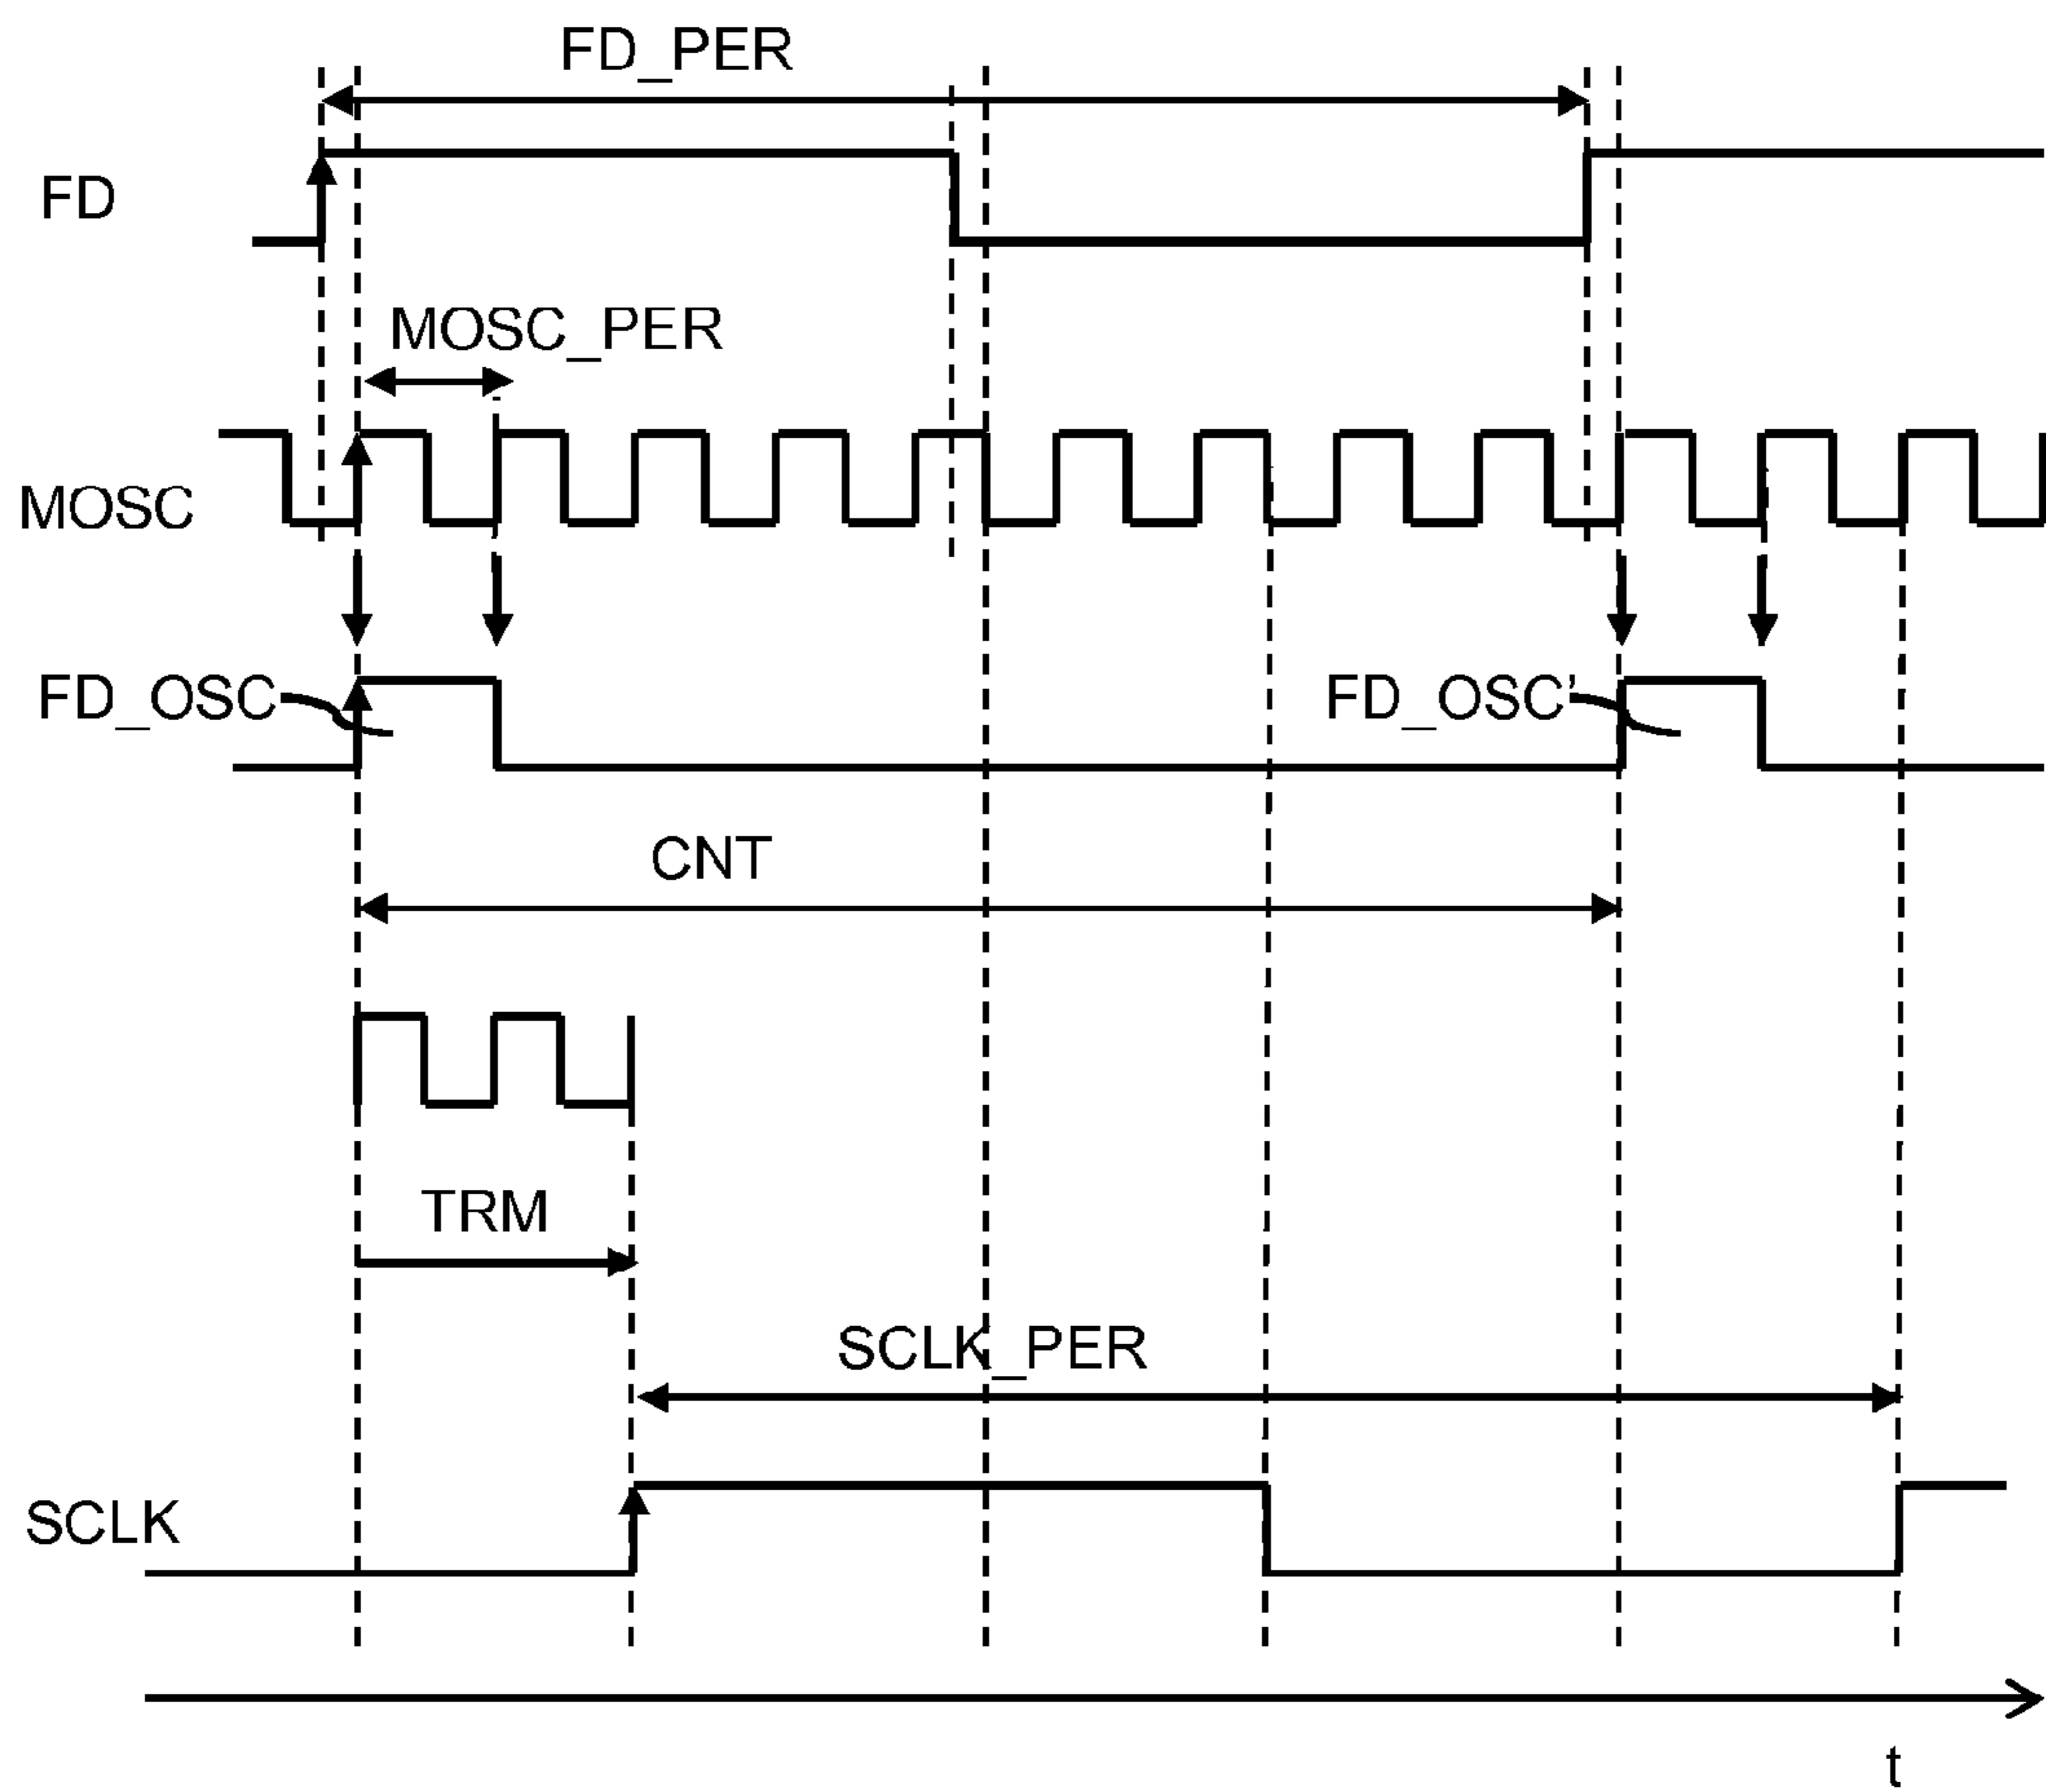 FD_PER
FD
MOSC_PER
MOSC
FD_OSC
FD_OSC'
CNT
TRM
SCLK_PER
SCLK
t